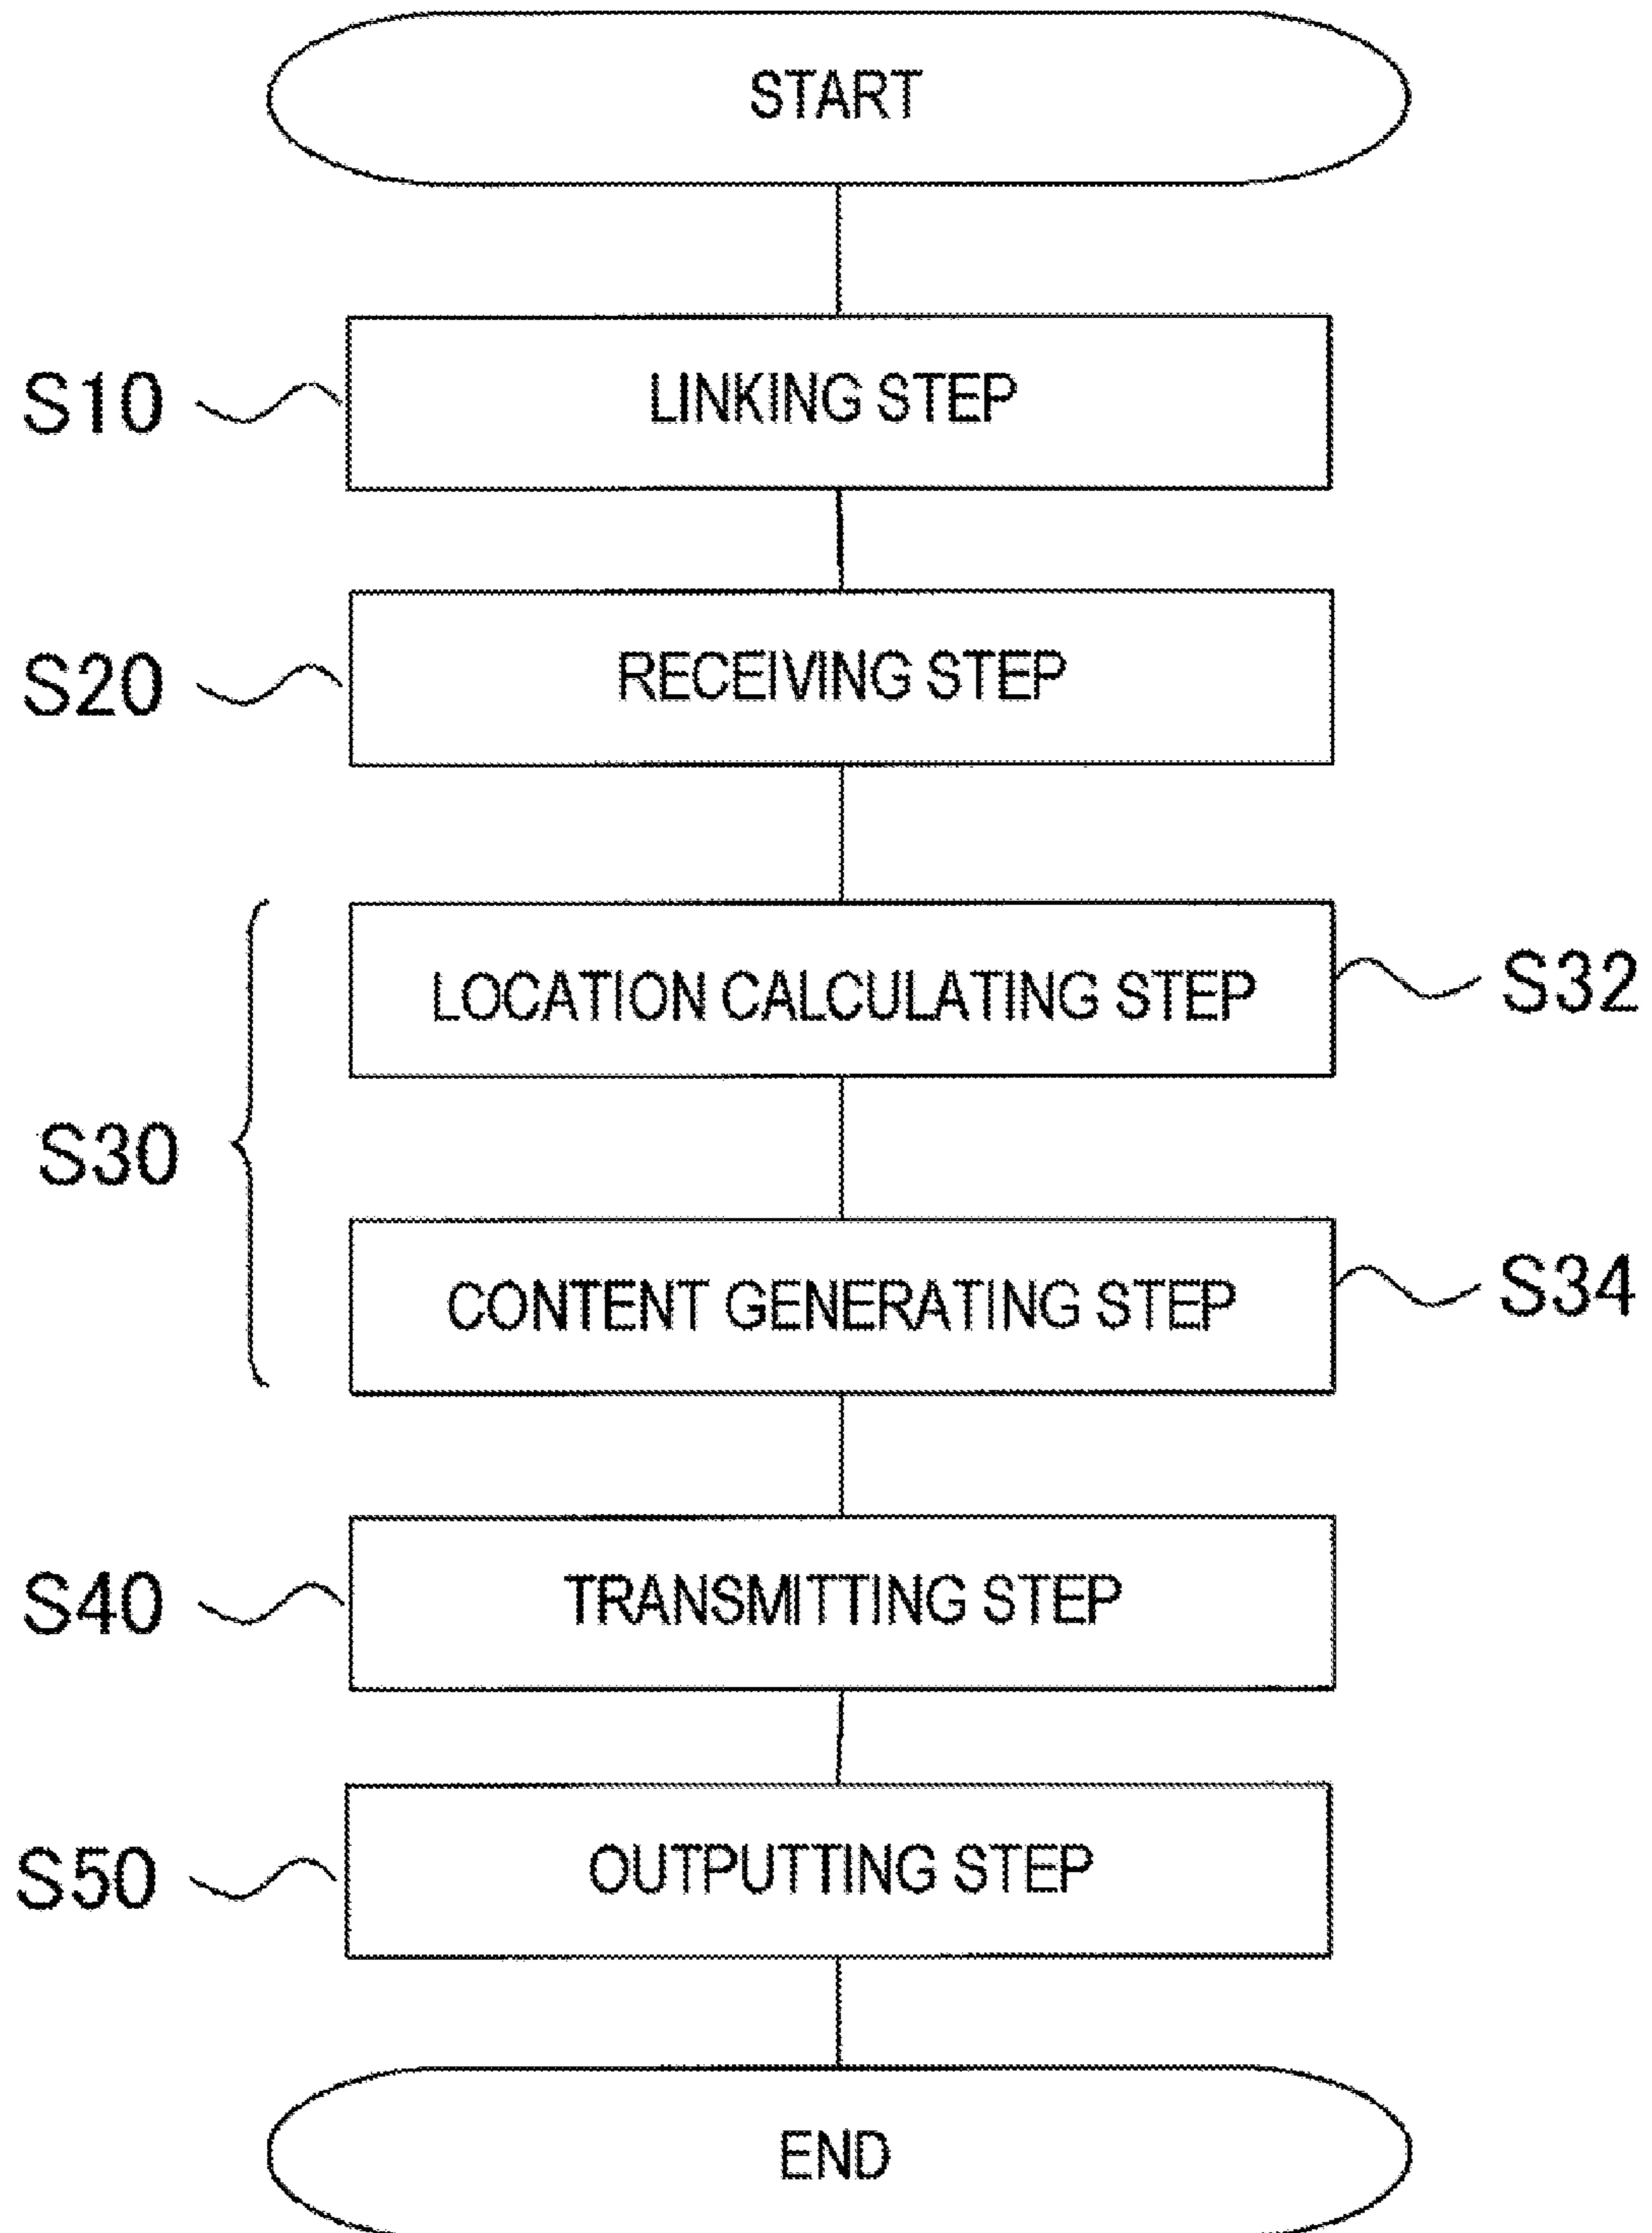 START
S10 LINKING STEP
S20 RECEIVING STEP
LOCATION CALCULATING STEP S32
S30
CONTENT GENERATING STEP S34
S40 TRANSMITTING STEP
S50 OUTPUTTING STEP
END